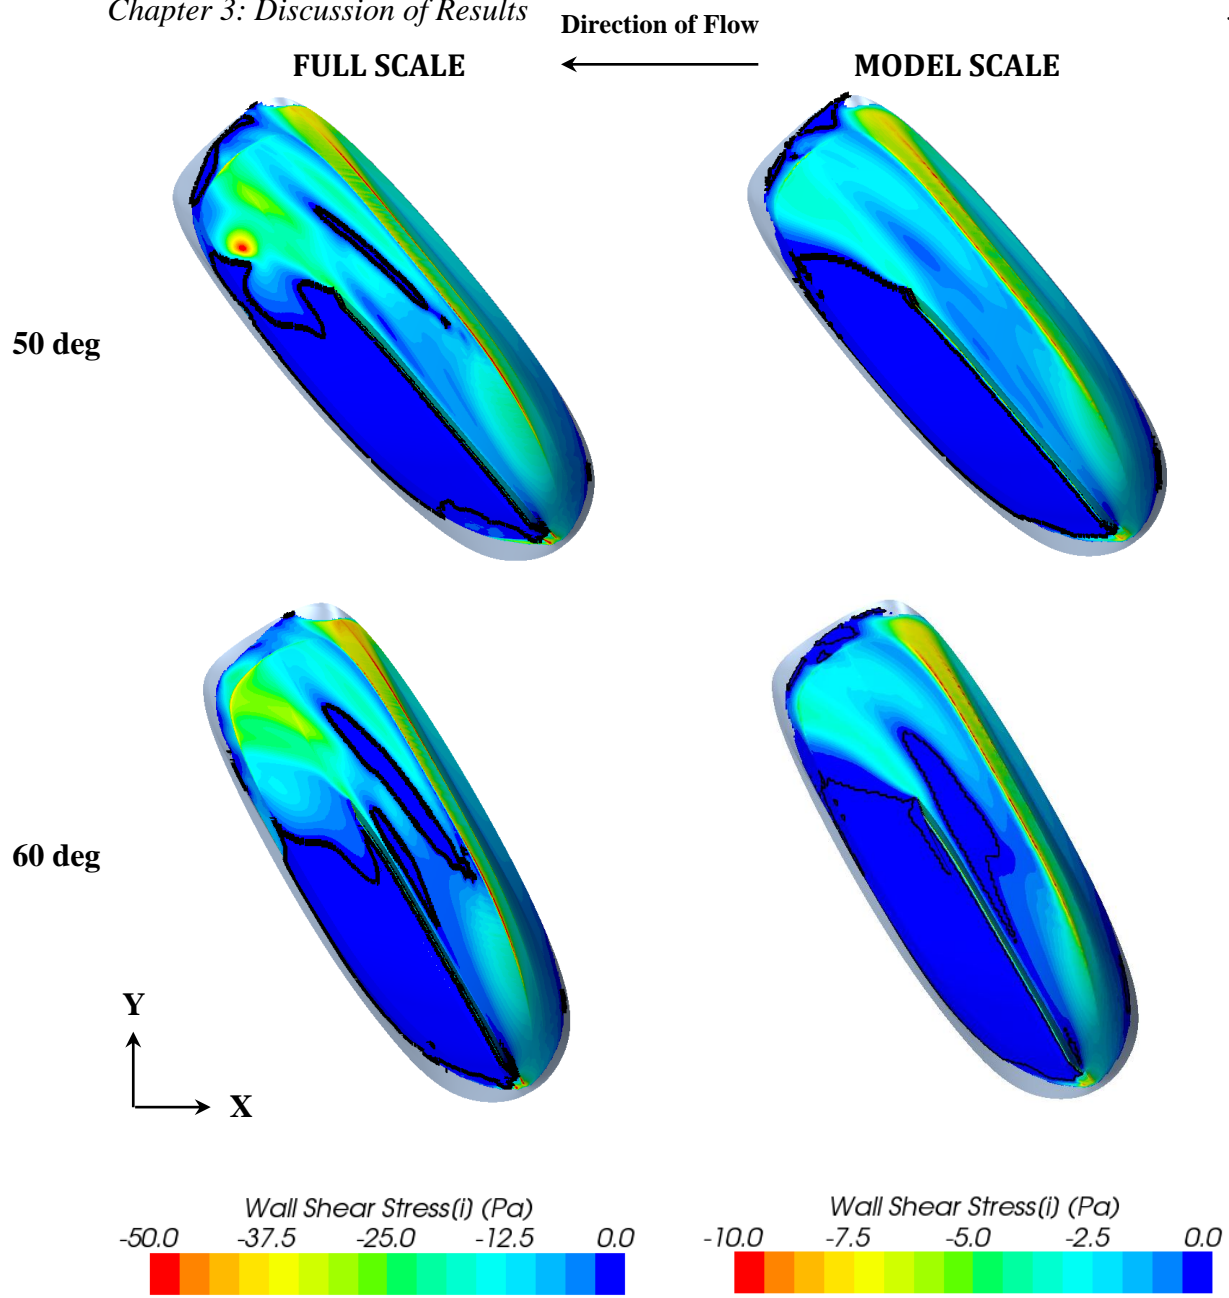 Chapter 3: Discussion of Results
Direction of Flow
FULL SCALE
MODEL SCALE
50 deg
60 deg
Y
X
Wall Shear Stress(i) (Pa)
-50.0 -37.5 -25.0 -12.5 0.0
Wall Shear Stress(i) (Pa)
-10.0 -7.5 -5.0 -2.5 0.0